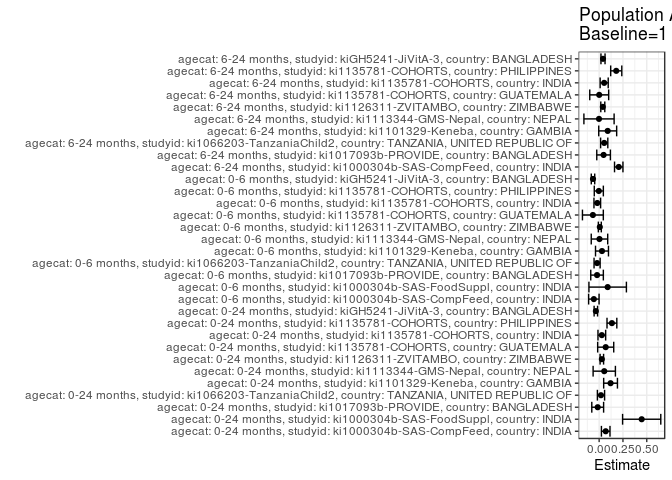 Population A
Baseline=1
agecat: 6-24 months, studyid: kiGH5241-JiVitA-3, country: BANGLADESH
agecat: 6-24 months, studyid: ki1135781-COHORTS, country: PHILIPPINES
agecat: 6-24 months, studyid: ki1135781-COHORTS, country: INDIA
agecat: 6-24 months, studyid: ki1135781-COHORTS, country: GUATEMALA
agecat: 6-24 months, studyid: ki1126311-ZVITAMBO, country: ZIMBABWE
agecat: 6-24 months, studyid: ki1113344-GMS-Nepal, country: NEPAL
agecat: 6-24 months, studyid: ki1101329-Keneba, country: GAMBIA
agecat: 6-24 months, studyid: ki1066203-TanzaniaChild2, country: TANZANIA, UNITED REPUBLIC OF
agecat: 6-24 months, studyid: ki1017093b-PROVIDE, country: BANGLADESH
agecat: 6-24 months, studyid: ki1000304b-SAS-CompFeed, country: INDIA
agecat: 0-6 months, studyid: kiGH5241-JiVitA-3, country: BANGLADESH
agecat: 0-6 months, studyid: ki1135781-COHORTS, country: PHILIPPINES
agecat: 0-6 months, studyid: ki1135781-COHORTS, country: INDIA
agecat: 0-6 months, studyid: ki1135781-COHORTS, country: GUATEMALA
agecat: 0-6 months, studyid: ki1126311-ZVITAMBO, country: ZIMBABWE
agecat: 0-6 months, studyid: ki1113344-GMS-Nepal, country: NEPAL
agecat: 0-6 months, studyid: ki1101329-Keneba, country: GAMBIA
agecat: 0-6 months, studyid: ki1066203-TanzaniaChild2, country: TANZANIA, UNITED REPUBLIC OF
agecat: 0-6 months, studyid: ki1017093b-PROVIDE, country: BANGLADESH
agecat: 0-6 months, studyid: ki1000304b-SAS-FoodSuppl, country: INDIA
agecat: 0-6 months, studyid: ki1000304b-SAS-CompFeed, country: INDIA
agecat: 0-24 months, studyid: kiGH5241-JiVitA-3, country: BANGLADESH
agecat: 0-24 months, studyid: ki1135781-COHORTS, country: PHILIPPINES
agecat: 0-24 months, studyid: ki1135781-COHORTS, country: INDIA
agecat: 0-24 months, studyid: ki1135781-COHORTS, country: GUATEMALA
agecat: 0-24 months, studyid: ki1126311-ZVITAMBO, country: ZIMBABWE
agecat: 0-24 months, studyid: ki1113344-GMS-Nepal, country: NEPAL
agecat: 0-24 months, studyid: ki1101329-Keneba, country: GAMBIA
agecat: 0-24 months, studyid: ki1066203-TanzaniaChild2, country: TANZANIA, UNITED REPUBLIC OF
agecat: 0-24 months, studyid: ki1017093b-PROVIDE, country: BANGLADESH
agecat: 0-24 months, studyid: ki1000304b-SAS-FoodSuppl, country: INDIA
agecat: 0-24 months, studyid: ki1000304b-SAS-CompFeed, country: INDIA
0.00 0.25 0.50
Estimate